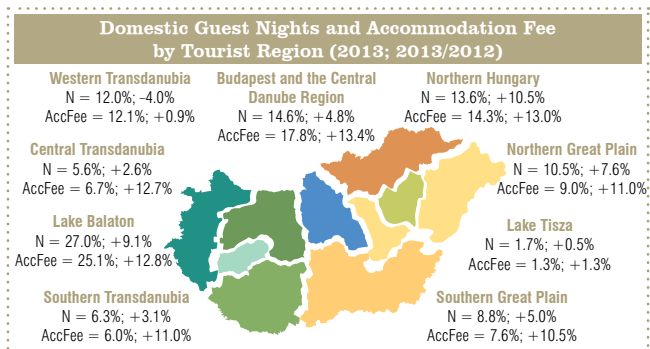 Domestic Guest Nights and Accommodation Fee
by Tourist Region (2013; 2013/2012)
Western Transdanubia
N = 12.0%; -4.0%
AccFee = 12.1%; +0.9%
Budapest and the Central
Danube Region
N = 14.6%; +4.8%
AccFee = 17.8%; +13.4%
Northern Hungary
N = 13.6%; +10.5%
AccFee = 14.3%; +13.0%
Central Transdanubia
N = 5.6%; +2.6%
AccFee = 6.7%; +12.7%
Northern Great Plain
N = 10.5%; +7.6%
AccFee = 9.0%; +11.0%
Lake Balaton
N = 27.0%; +9.1%
AccFee = 25.1%; +12.8%
Lake Tisza
N = 1.7%; +0.5%
AccFee = 1.3%; +1.3%
Southern Transdanubia
N = 6.3%; +3.1%
AccFee = 6.0%; +11.0%
Southern Great Plain
N = 8.8%; +5.0%
AccFee = 7.6%; +10.5%